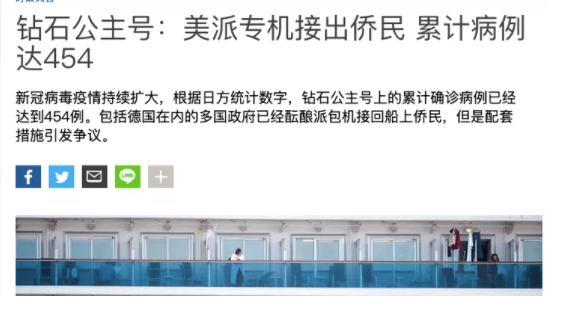 钻石公主号：美派专机接出侨民 累计病例
达454
新冠病毒疫情持续扩大，根据日方统计数字，钻石公主号上的累计确诊病例已经
达到454例。包括德国在内的多国政府已经酝酿派包机接回船上侨民，但是配套
措施引发争议。
LINE